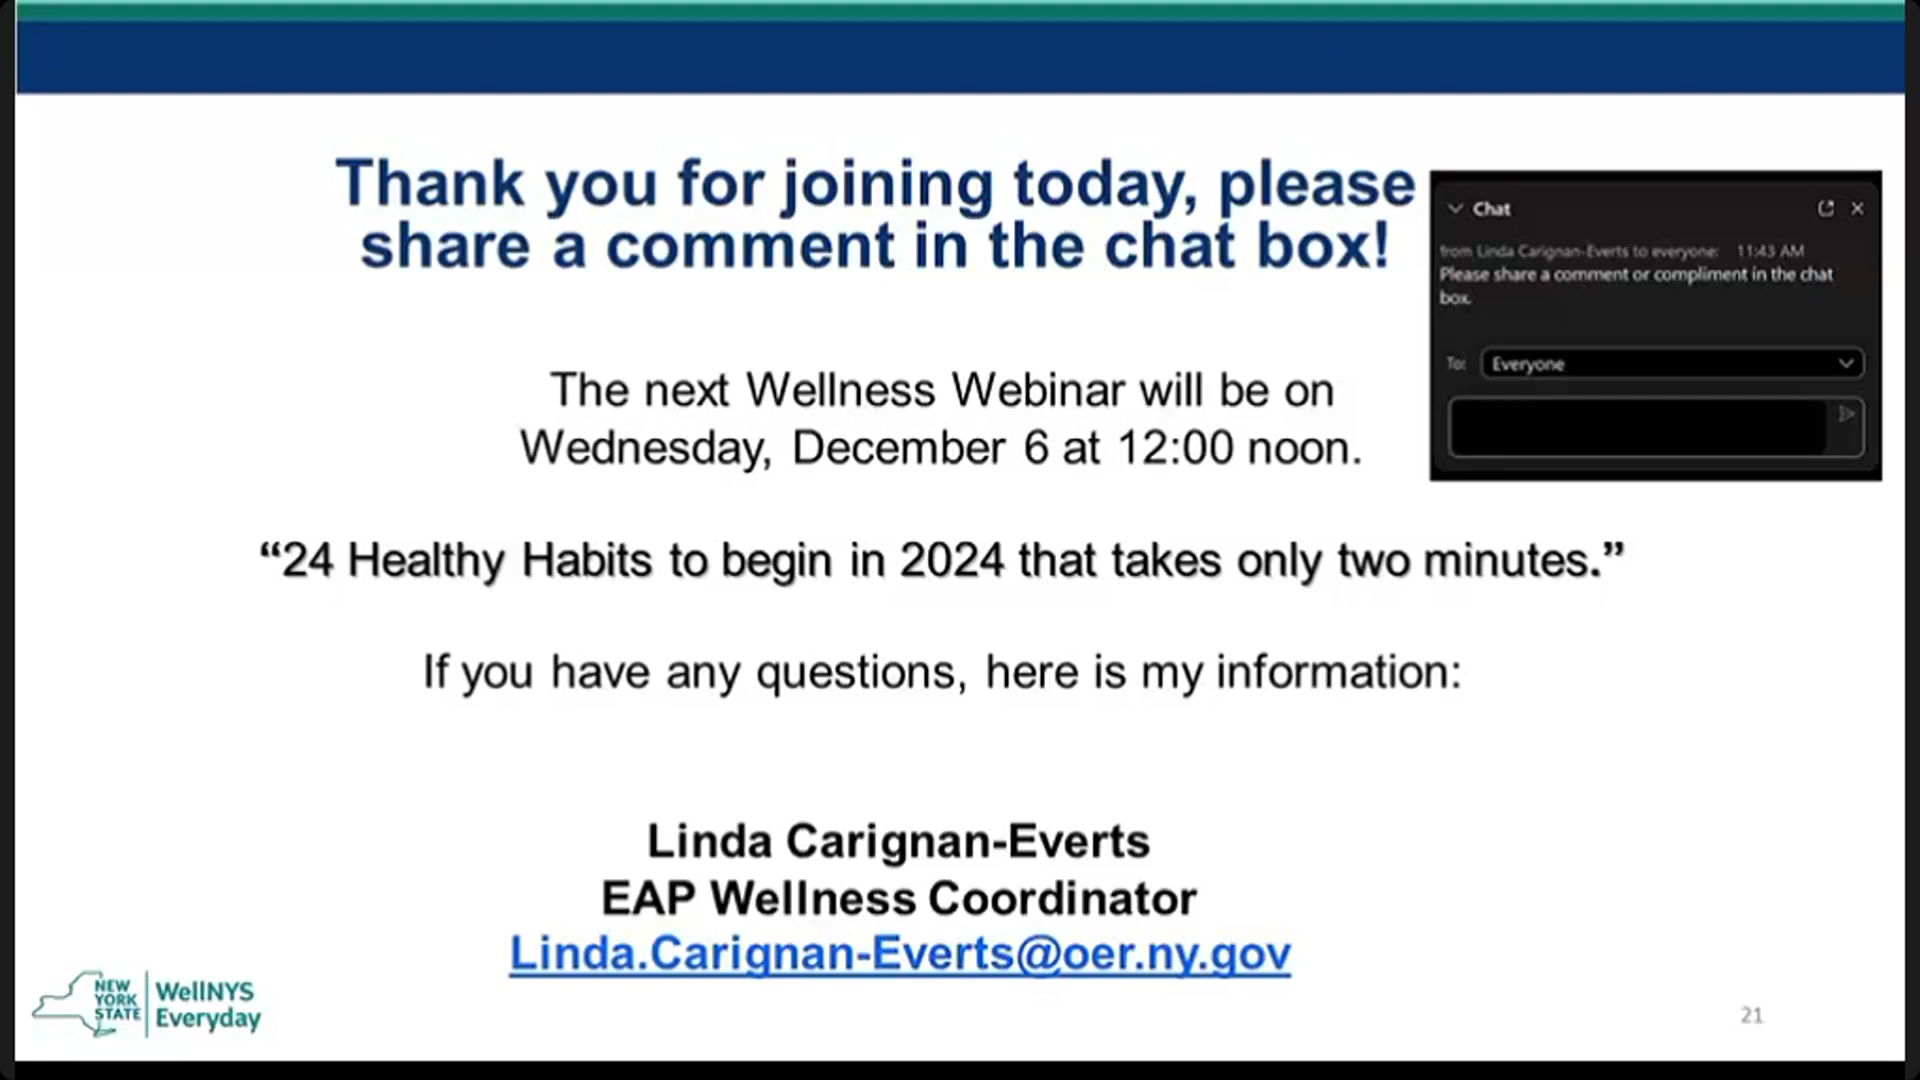 Thank you for joining today, please
share a comment in the chat box!
Chat
from Linda Carignan-Everts to everyone: 11:43 AM
Please share a comment or compliment in the chat
box.
To: Everyone
The next Wellness Webinar will be on
Wednesday, December 6 at 12:00 noon.
“24 Healthy Habits to begin in 2024 that takes only two minutes.”
If you have any questions, here is my information:
Linda Carignan-Everts
EAP Wellness Coordinator
Linda.Carignan-Everts@oer.ny.gov
NEW
YORK
STATE
WellNYS
Everyday
21